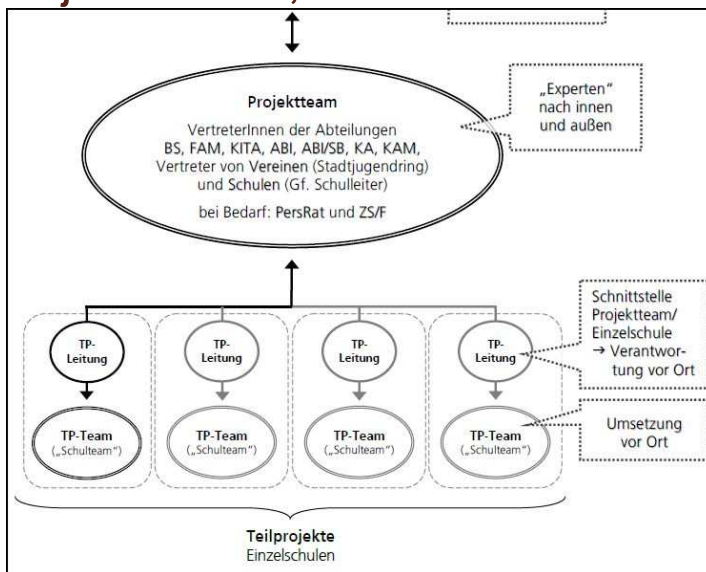 Projektteam
VertreterInnen der Abteilungen
BS, FAM, KITA, ABI, ABI/SB, KA, KAM,
Vertreter von Vereinen (Stadtjugendring)
und Schulen (Gf. Schulleiter)
bei Bedarf: PersRat und ZS/F
„Experten“
nach innen
und außen
TP-
Leitung
TP-
Leitung
TP-
Leitung
TP-
Leitung
Schnittstelle
Projektteam/
Einzelschule
→ Verantwor-
tung vor Ort
TP-Team
(„Schulteam“)
TP-Team
(„Schulteam“)
TP-Team
(„Schulteam“)
TP-Team
(„Schulteam“)
Umsetzung
vor Ort
Teilprojekte
Einzelschulen